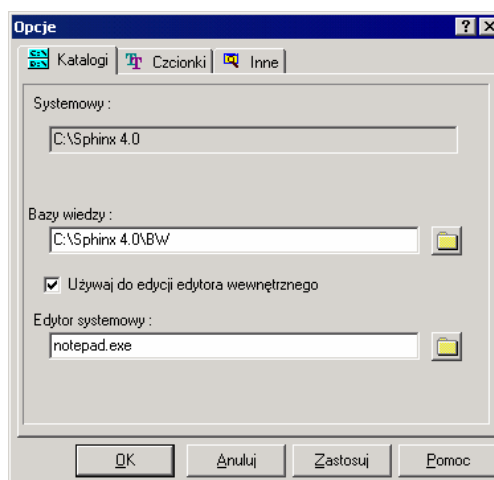 Opcje
Katalogi Czcionki Inne
Systemowy :
C:\Sphinx 4.0
Bazy wiedzy :
C:\Sphinx 4.0\BW
Używaj do edycji edytora wewnętrznego
Edytor systemowy :
notepad.exe
OK Anuluj Zastosuj Pomoc